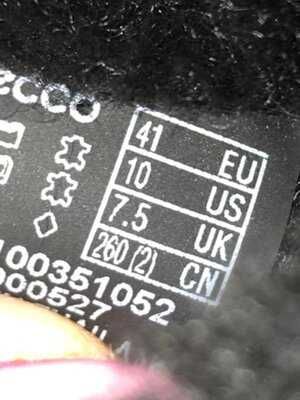 ecco
41 EU
10 US
7.5 UK
260 (2) CN
100351052
000527